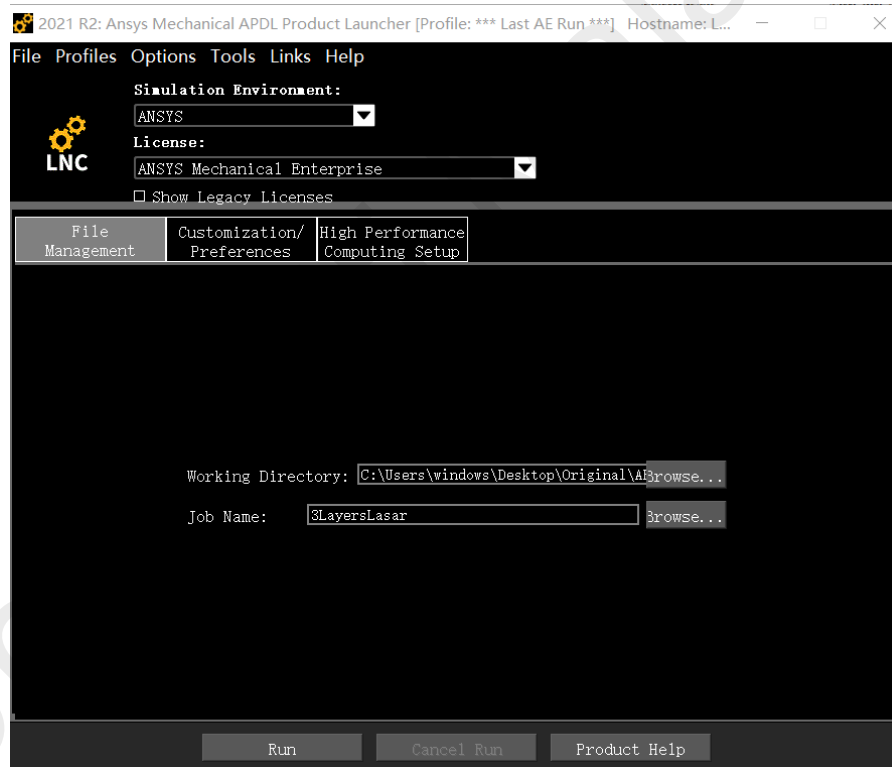 2021 R2: Ansys Mechanical APDL Product Launcher [Profile: *** Last AE Run ***] Hostname: L...
File Profiles Options Tools Links Help
Simulation Environment:
ANSYS
LNC
License:
ANSYS Mechanical Enterprise
Show Legacy Licenses
File Management
Customization/ Preferences
High Performance Computing Setup
Working Directory: C:\Users\windows\Desktop\Original\ Browse...
Job Name: 3LayersLasar Browse...
Run Cancel Run Product Help